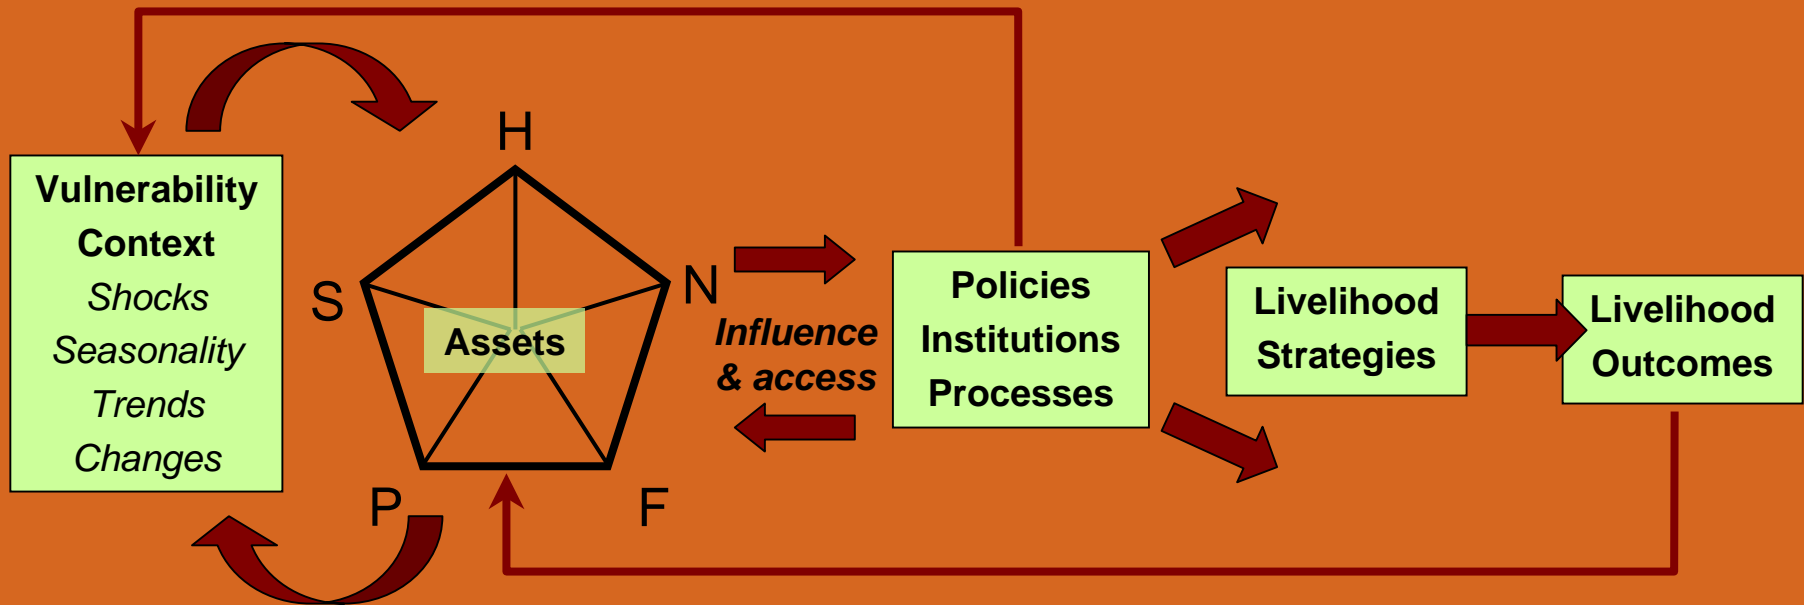 Vulnerability
Context
Shocks
Seasonality
Trends
Changes
H
S
N
Assets
P
F
Influence
& access
Policies
Institutions
Processes
Livelihood
Strategies
Livelihood
Outcomes